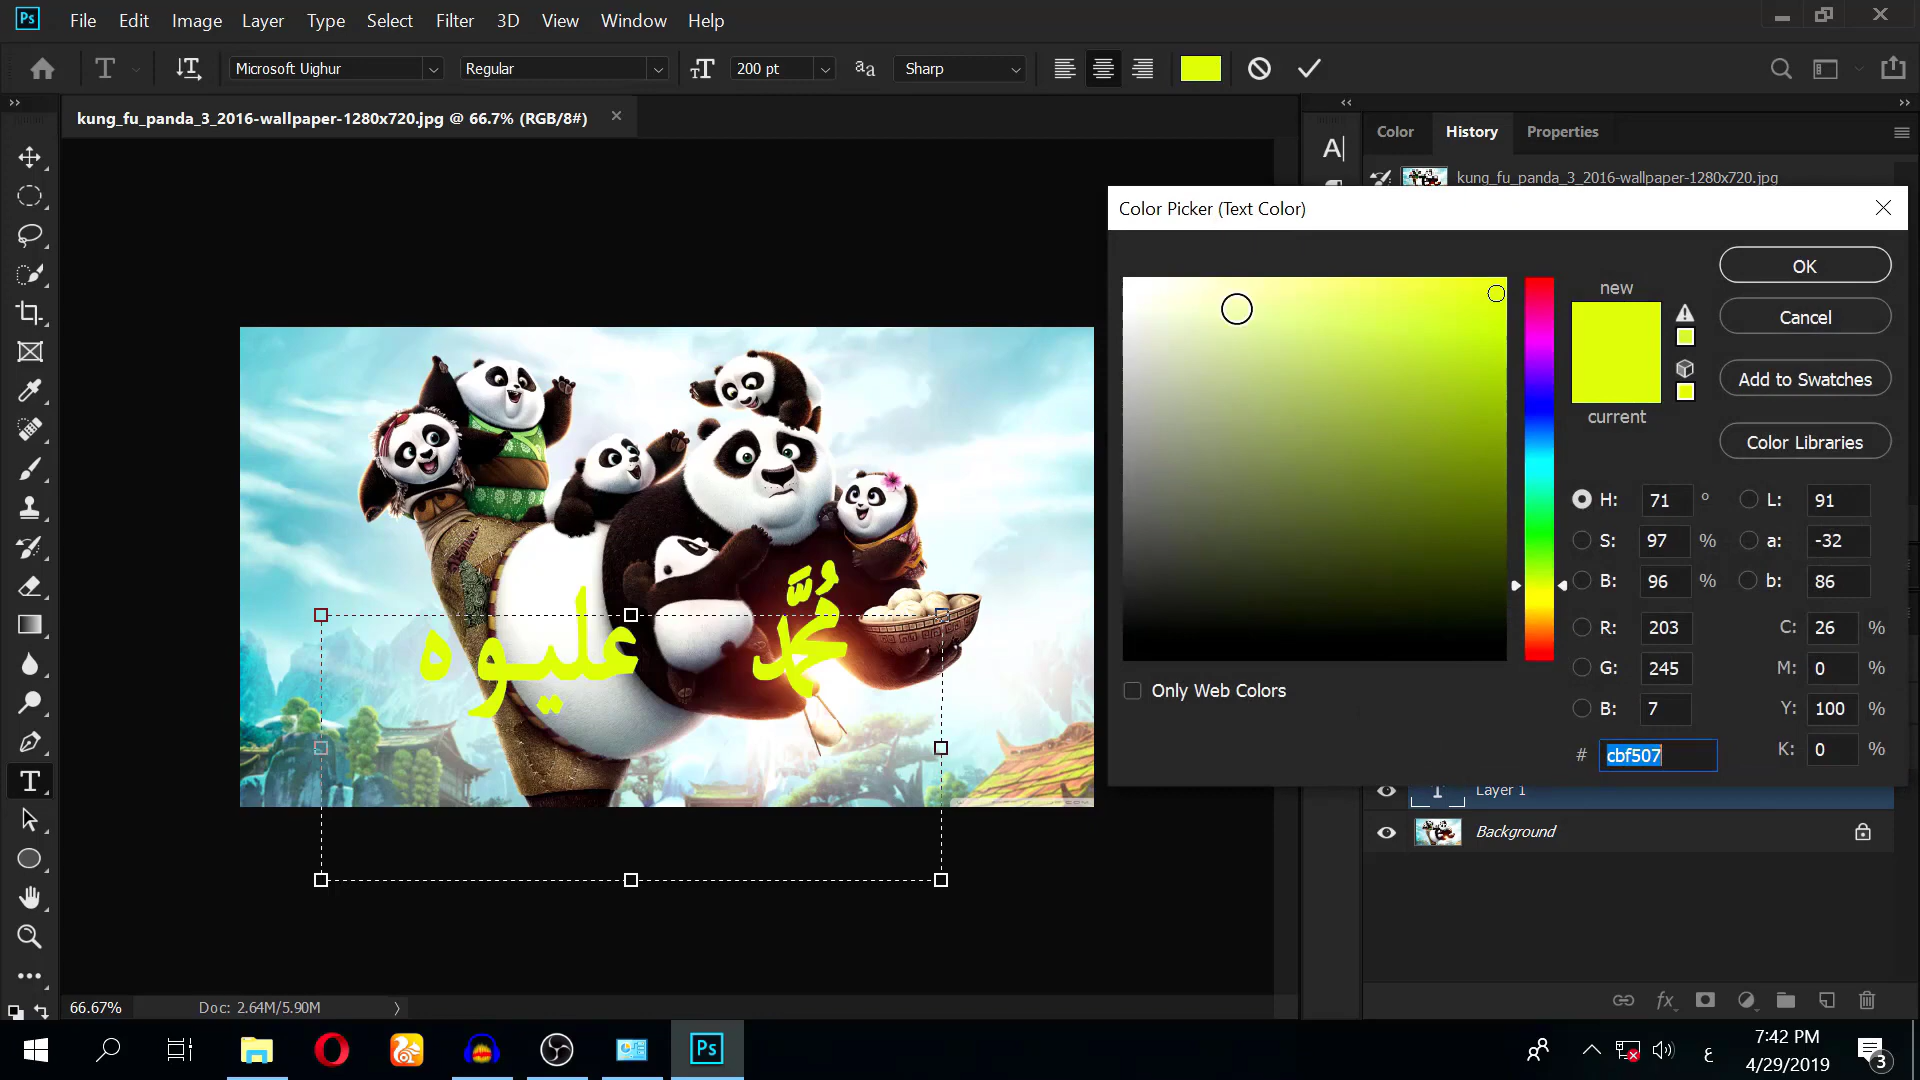 File Edit Image Layer Type Select Filter 3D View Window Help
Microsoft Uighur Regular 200 pt Sharp
kung_fu_panda_3_2016-wallpaper-1280x720.jpg @ 66.7% (RGB/8#)
Color History Properties
kung_fu_panda_3_2016-wallpaper-1280x720.jpg
Color Picker (Text Color)
new
current
OK
Cancel
Add to Swatches
Color Libraries
H: 71 ° L: 91
S: 97 % a: -32
B: 96 % b: 86
R: 203 C: 26 %
G: 245 M: 0 %
B: 7 Y: 100 %
# cbf507 K: 0 %
Only Web Colors
محمد عليوه
Layer 1
Background
66.67% Doc: 2.64M/5.90M
Ps
ع
7:42 PM
4/29/2019
3